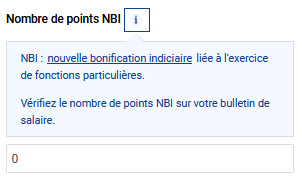 Nombre de points NBI i
NBI : nouvelle bonification indiciaire liée à l'exercice
de fonctions particulières.
Vérifiez le nombre de points NBI sur votre bulletin de
salaire.
0